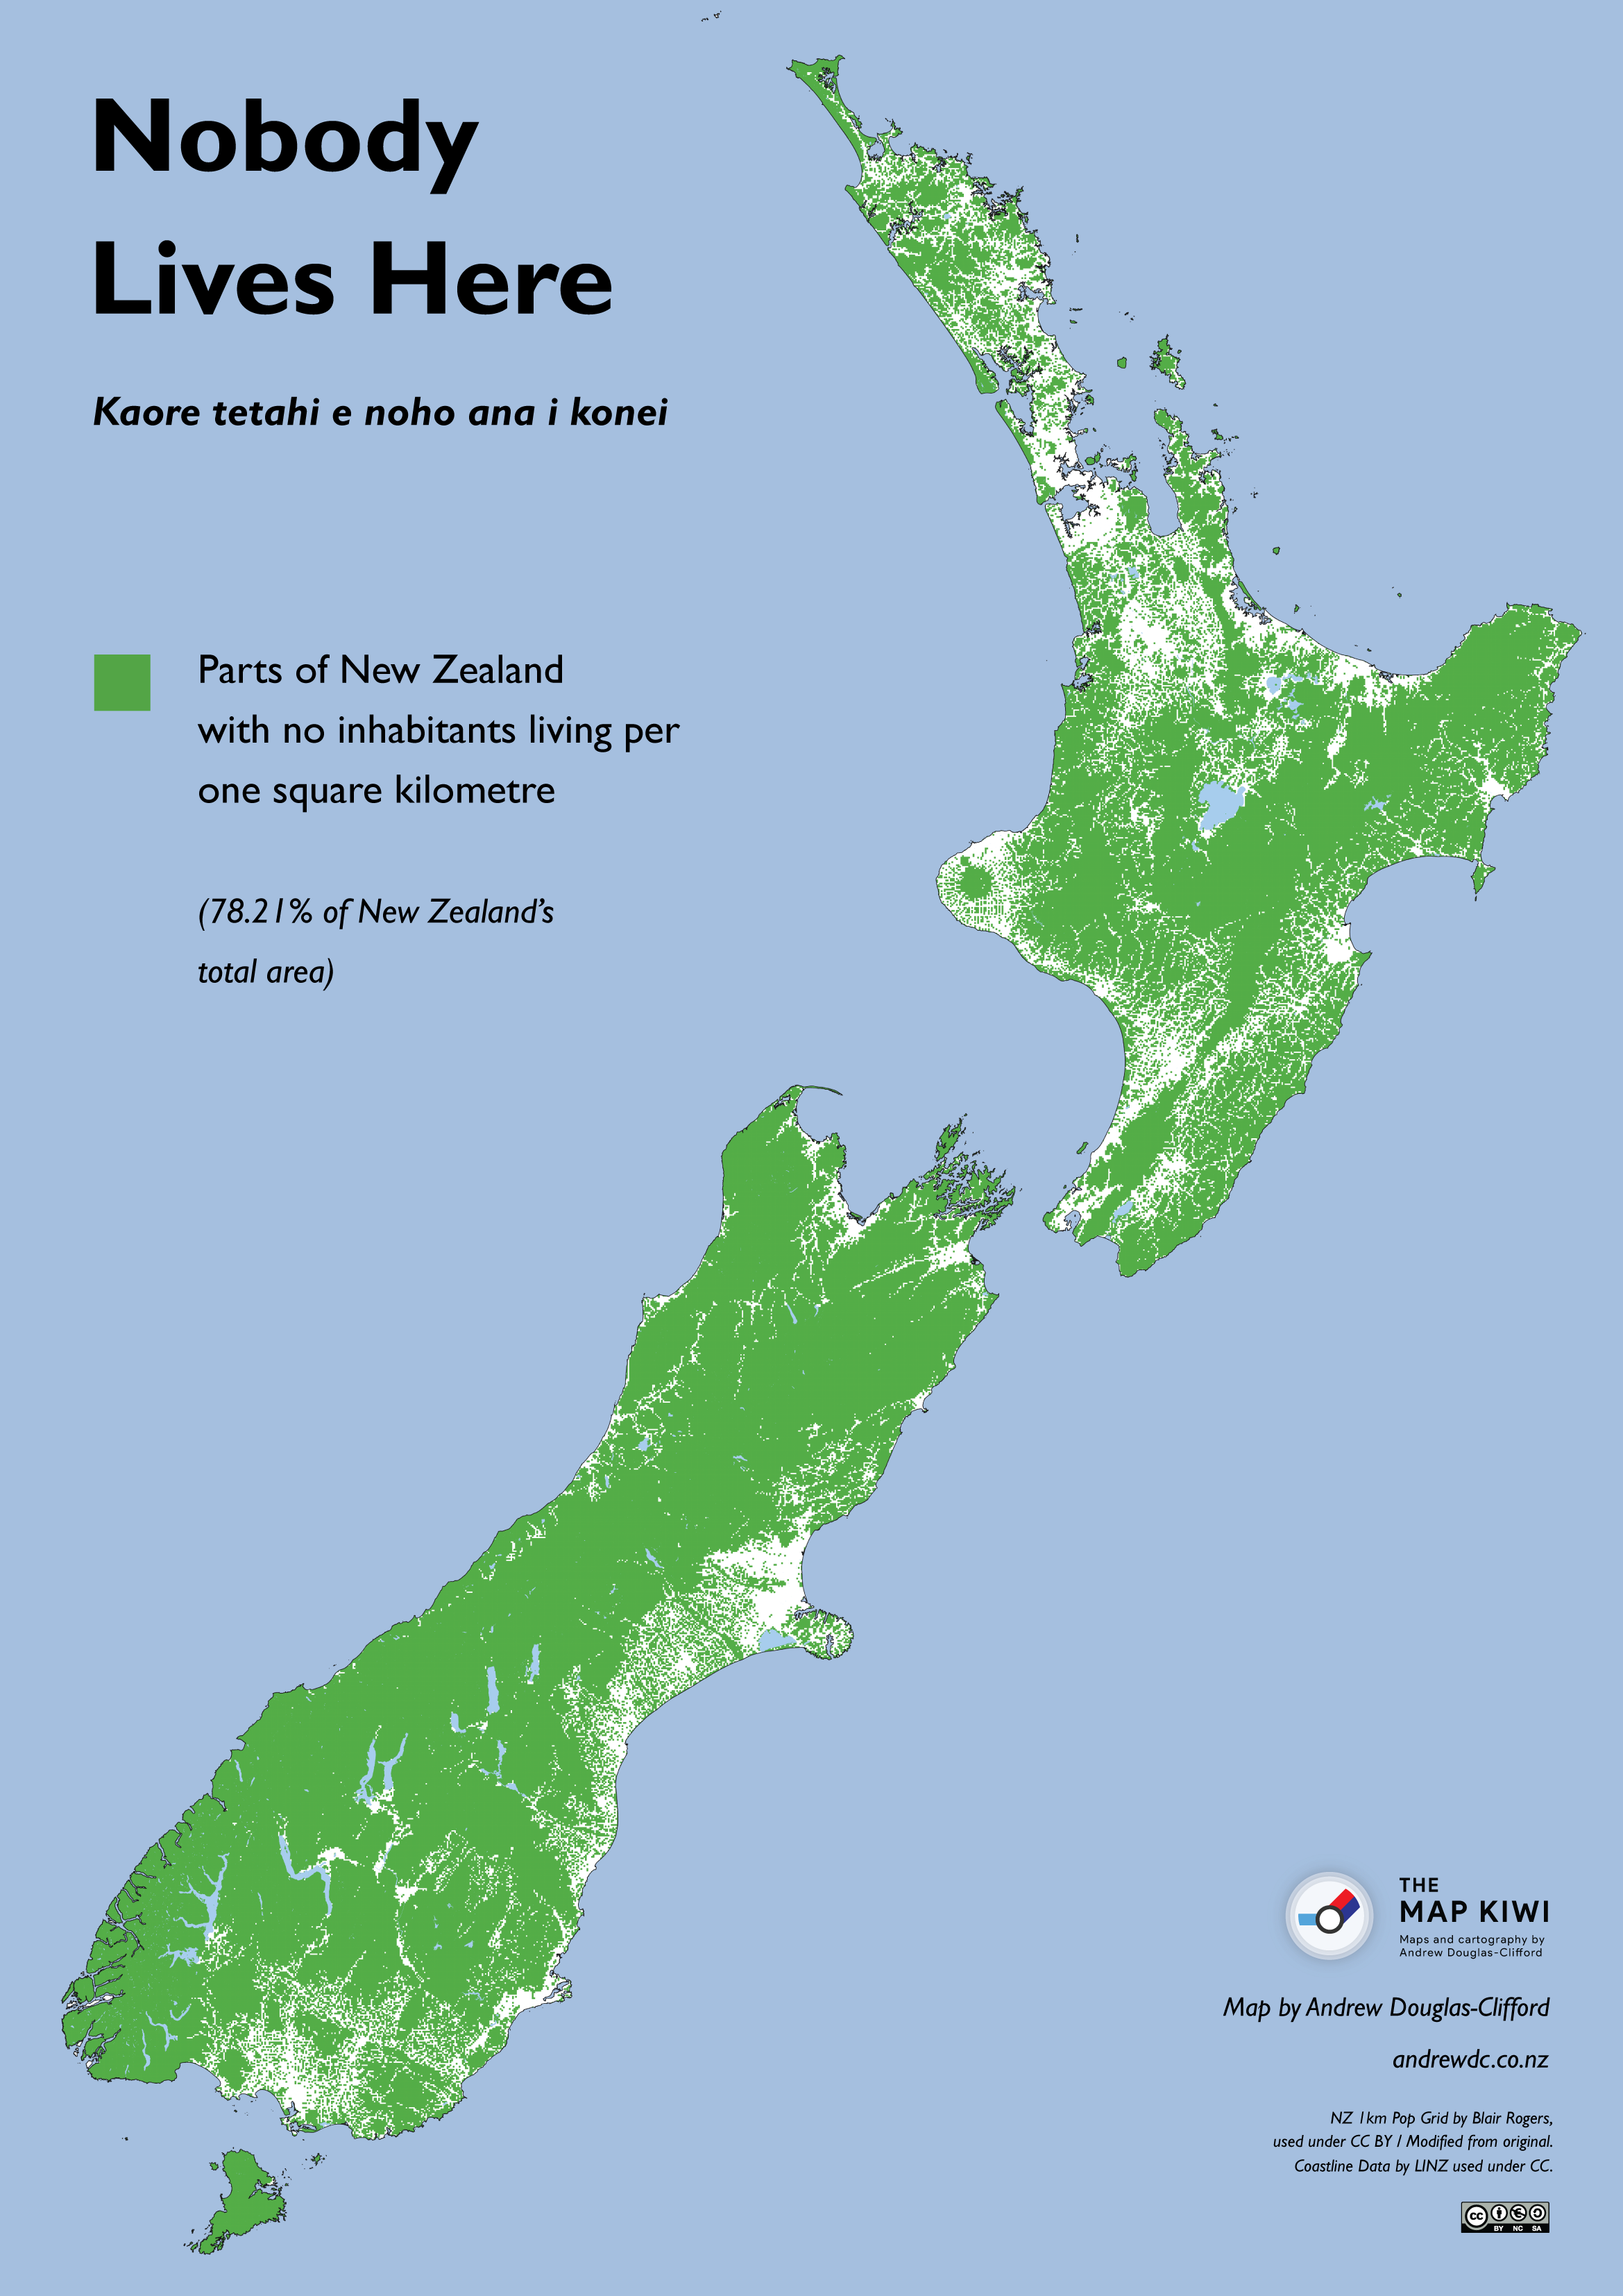 Nobody
Lives Here
Kaore tetahi e noho ana i konei
Parts of New Zealand
with no inhabitants living per
one square kilometre
(78.21% of New Zealand's
total area)
THE
MAP KIWI
Maps and cartography by
Andrew Douglas-Clifford
Map by Andrew Douglas-Clifford
andrewdc.co.nz
NZ 1km Pop Grid by Blair Rogers,
used under CC BY / Modified from original.
Coastline Data by LINZ used under CC.
cc
BY NC SA